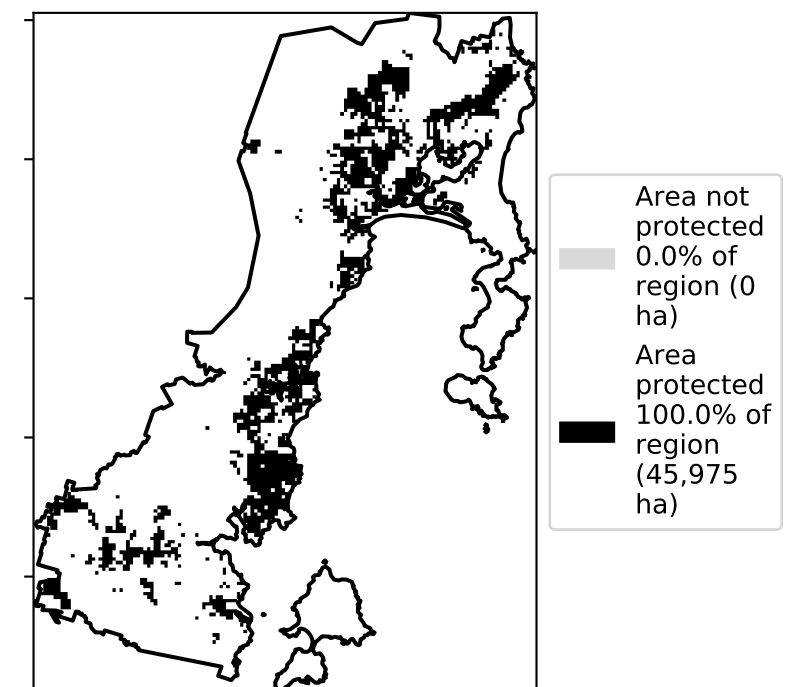 Area not
protected
0.0% of
region (0
ha)
Area
protected
100.0% of
region
(45,975
ha)